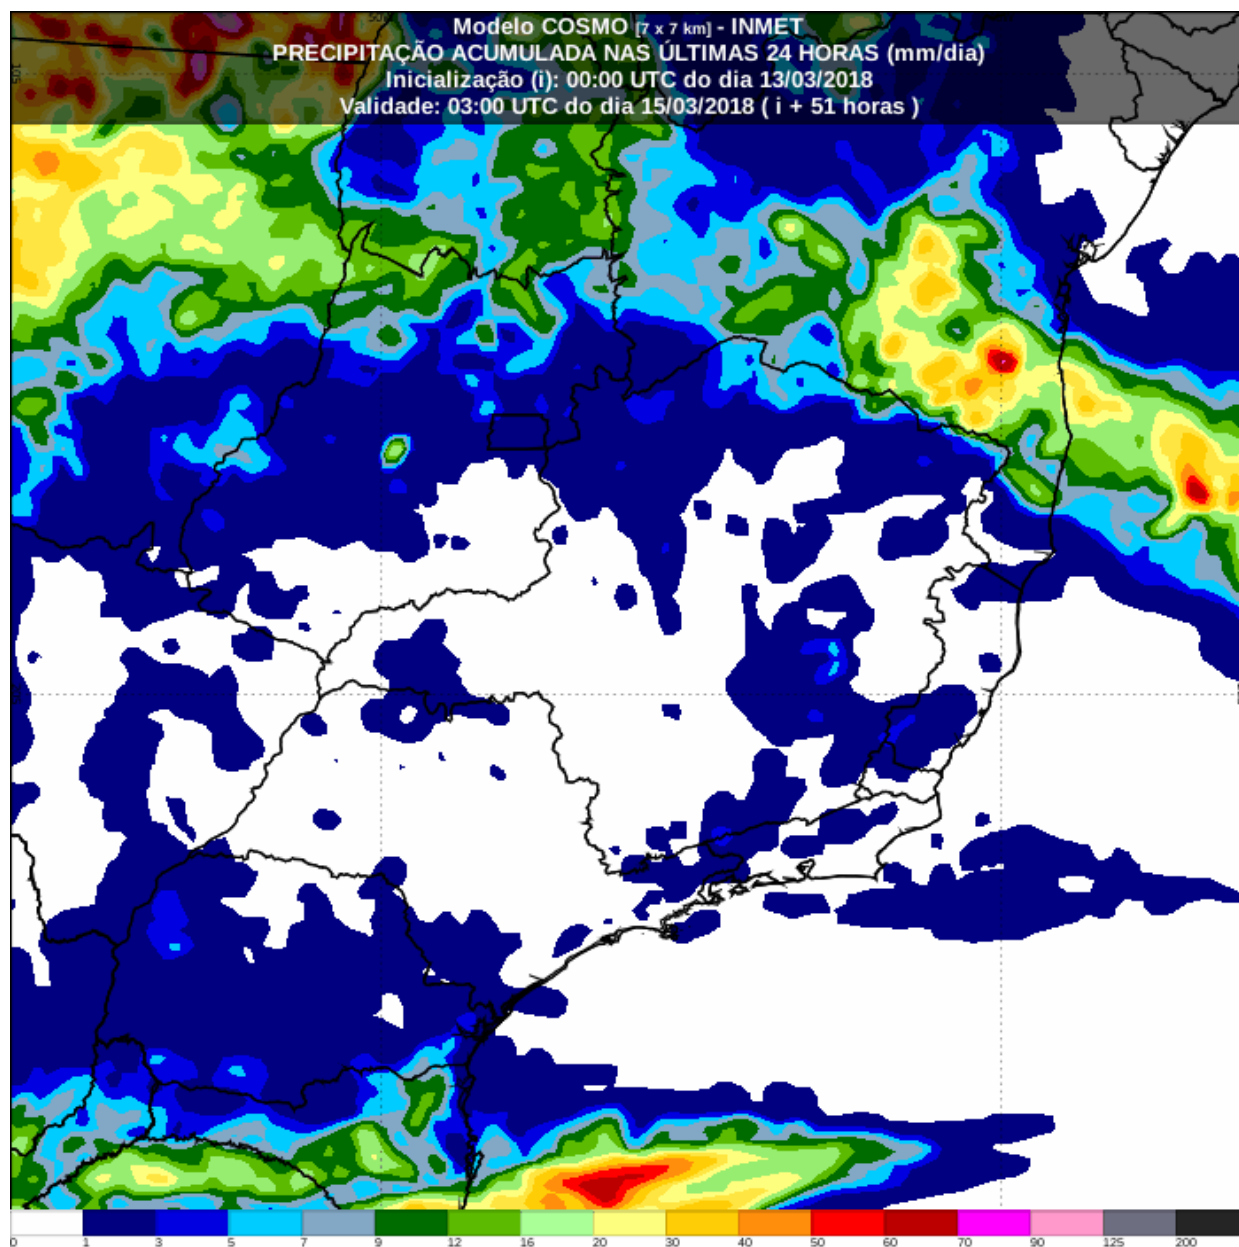 Modelo COSMO [7 x 7 km] - INMET
PRECIPITAÇÃO ACUMULADA NAS ÚLTIMAS 24 HORAS (mm/dia)
Inicialização (i): 00:00 UTC do dia 13/03/2018
Validade: 03:00 UTC do dia 15/03/2018 ( i + 51 horas )
10S
0 1 3 5 7 9 12 16 20 30 40 50 60 70 90 125 200